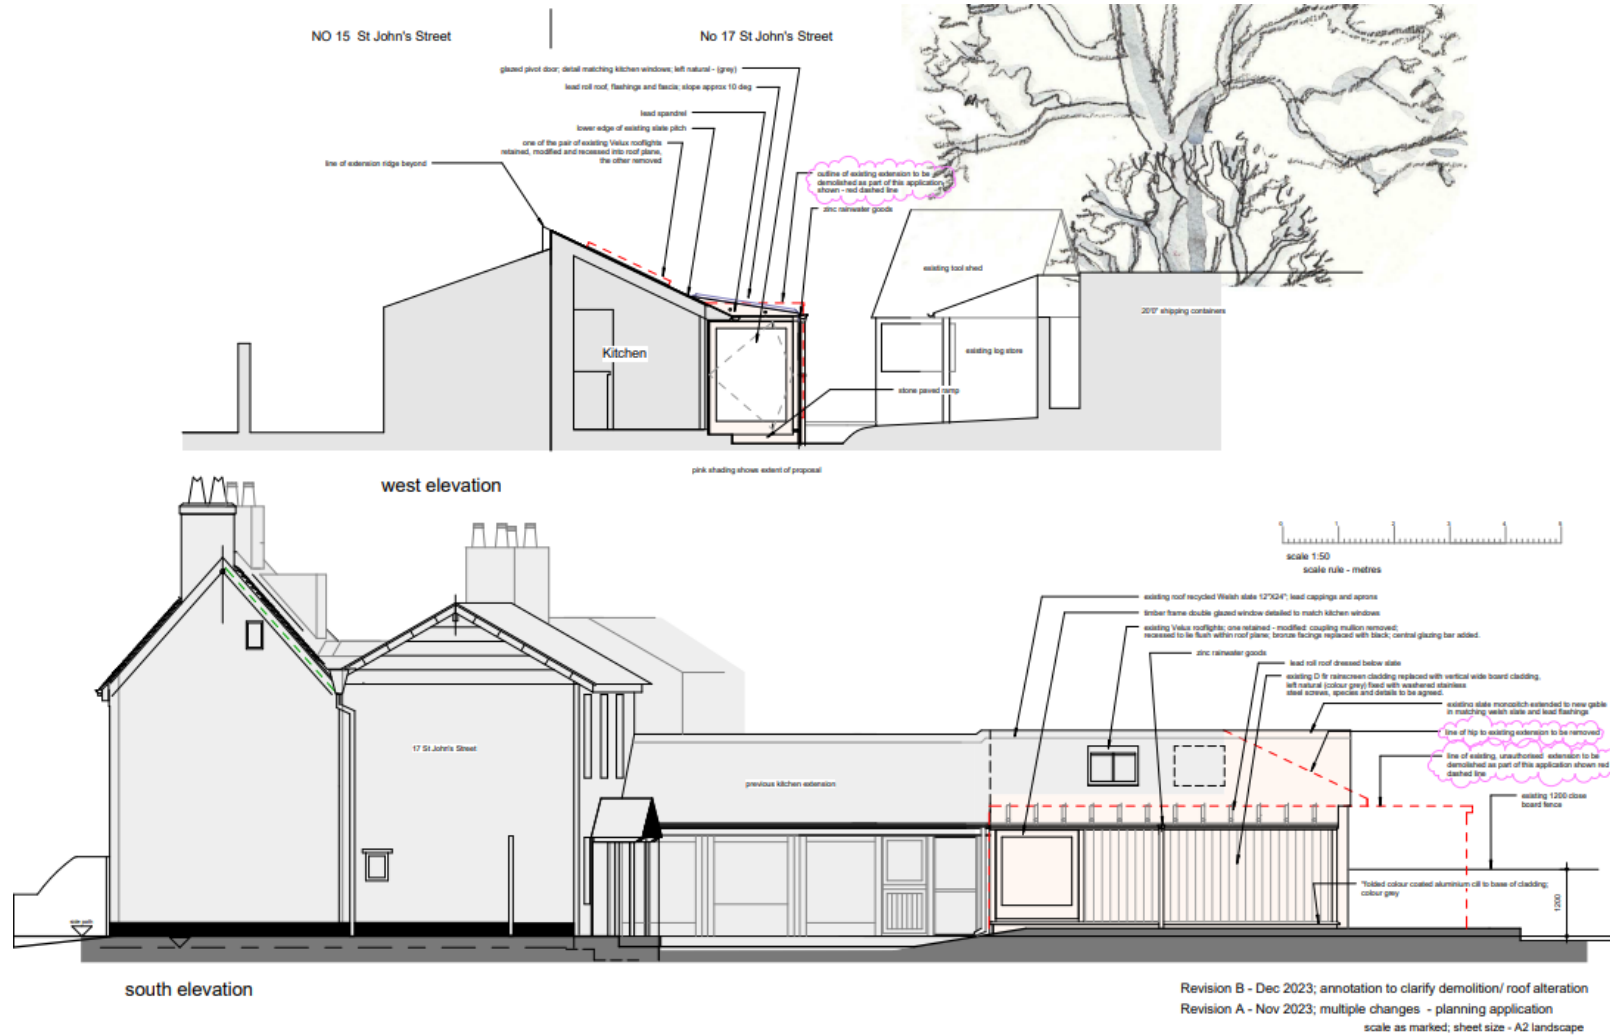 NO 15 St John's Street
No 17 St John's Street
glazed pivot door; detail matching kitchen windows; left natural - (grey)
lead roll roof, flashings and fascia; slope approx 10 deg
lead spandrel
lower edge of existing slate pitch
one of the pair of existing Velux rooflights
retained, modified and recessed into roof plane,
the other removed
line of extension ridge beyond
outline of existing extension to be
demolished as part of this application
shown - red dashed line
zinc rainwater goods
existing tool shed
20'0" shipping containers
Kitchen
existing log store
stone paved ramp
pink shading shows extent of proposal
west elevation
0 1 2 3 4 5
scale 1:50
scale rule - metres
existing roof recycled Welsh slate 12"X24"; lead cappings and aprons
timber frame double glazed window detailed to match kitchen windows
existing Velux rooflights; one retained - modified: coupling mullion removed;
recessed to lie flush within roof plane; bronze facings replaced with black; central glazing bar added.
zinc rainwater goods
lead roll roof dressed below slate
existing D fir rainscreen cladding replaced with vertical wide board cladding,
left natural (colour grey) fixed with washered stainless
steel screws, species and details to be agreed.
existing slate monopitch extended to new gable
in matching welsh slate and lead flashings
line of hip to existing extension to be removed
line of existing, unauthorised extension to be
demolished as part of this application shown red
dashed line
existing 1200 close
board fence
17 St John's Street
previous kitchen extension
"folded colour coated aluminium cill to base of cladding;
colour grey
1200
side path
south elevation
Revision B - Dec 2023; annotation to clarify demolition/ roof alteration
Revision A - Nov 2023; multiple changes - planning application
scale as marked; sheet size - A2 landscape